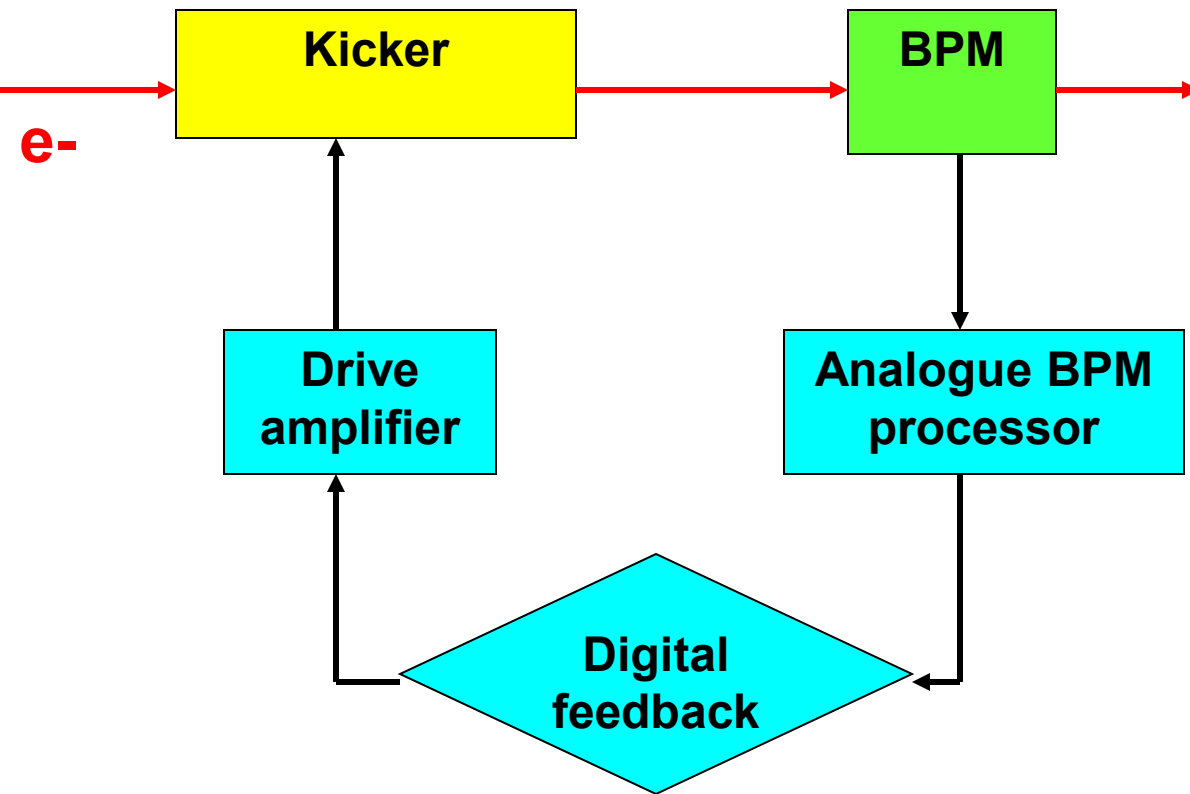 Kicker
BPM
e-
Drive
amplifier
Analogue BPM
processor
Digital
feedback